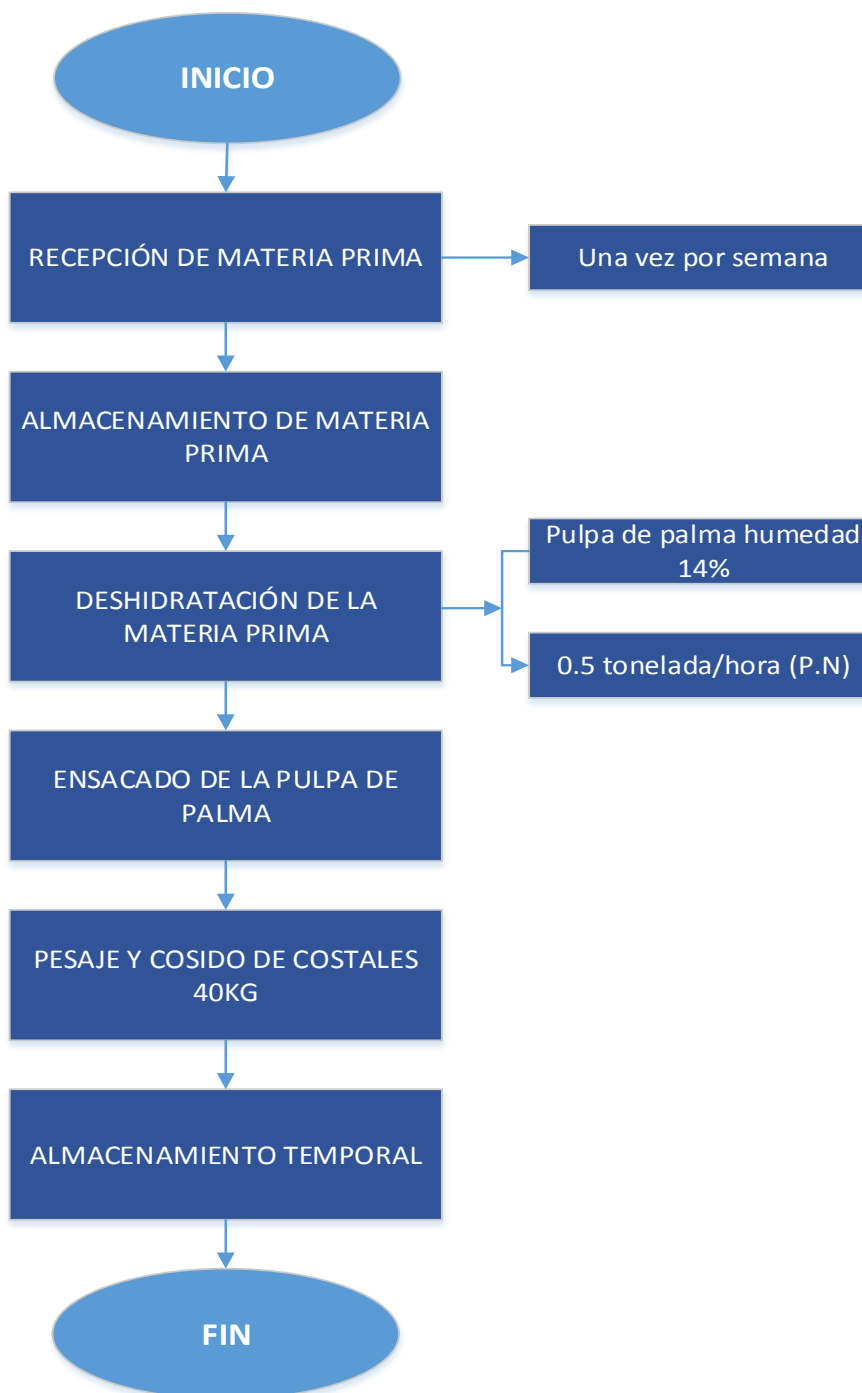 INICIO
RECEPCIÓN DE MATERIA PRIMA
Una vez por semana
ALMACENAMIENTO DE MATERIA
PRIMA
Pulpa de palma humedad
14%
DESHIDRATACIÓN DE LA
MATERIA PRIMA
0.5 tonelada/hora (P.N)
ENSACADO DE LA PULPA DE
PALMA
PESAJE Y COSIDO DE COSTALES
40KG
ALMACENAMIENTO TEMPORAL
FIN